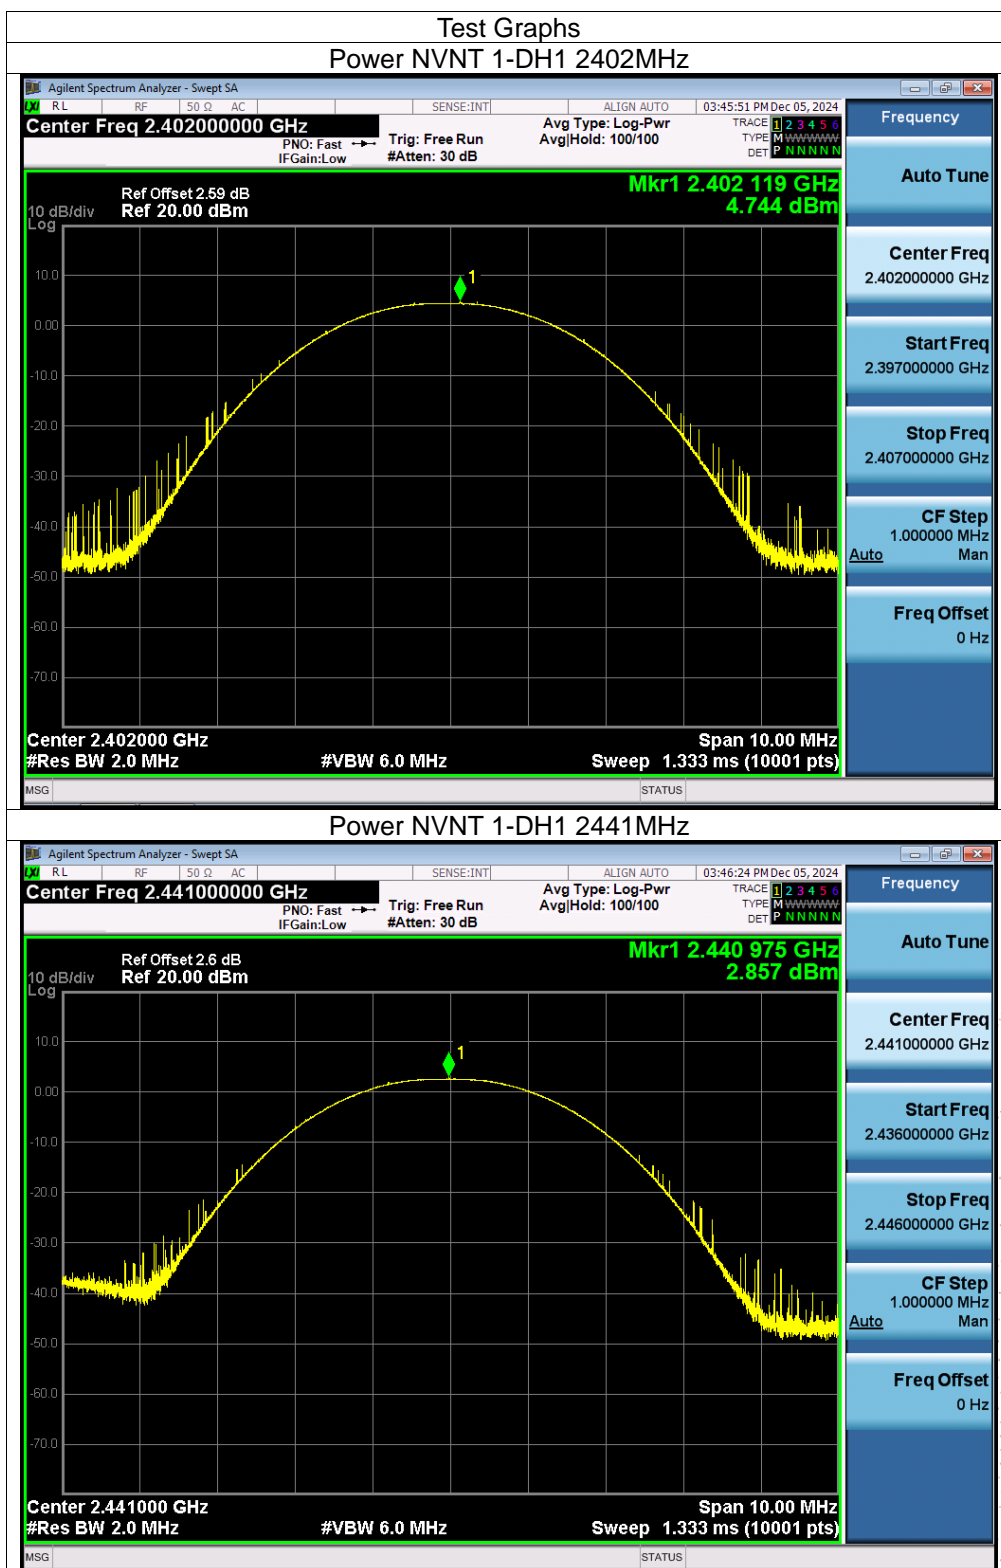 Test Graphs
Power NVNT 1-DH1 2402MHz
Agilent Spectrum Analyzer - Swept SA
LXI RL RF 50 Ω AC SENSE:INT ALIGN AUTO 03:45:51 PM Dec 05, 2024
Center Freq 2.402000000 GHz
PNO: Fast
IFGain:Low
Trig: Free Run
#Atten: 30 dB
Avg Type: Log-Pwr
Avg|Hold: 100/100
TRACE 1 2 3 4 5 6
TYPE M WWWWW
DET P N N N N N
Frequency
Mkr1 2.402 119 GHz
4.744 dBm
Ref Offset 2.59 dB
10 dB/div Ref 20.00 dBm
Log
10.0
0.00
-10.0
-20.0
-30.0
-40.0
-50.0
-60.0
-70.0
1
Center 2.402000 GHz Span 10.00 MHz
#Res BW 2.0 MHz #VBW 6.0 MHz Sweep 1.333 ms (10001 pts)
MSG STATUS
Auto Tune
Center Freq
2.402000000 GHz
Start Freq
2.397000000 GHz
Stop Freq
2.407000000 GHz
CF Step
1.000000 MHz
Auto Man
Freq Offset
0 Hz
Power NVNT 1-DH1 2441MHz
Agilent Spectrum Analyzer - Swept SA
LXI RL RF 50 Ω AC SENSE:INT ALIGN AUTO 03:46:24 PM Dec 05, 2024
Center Freq 2.441000000 GHz
PNO: Fast
IFGain:Low
Trig: Free Run
#Atten: 30 dB
Avg Type: Log-Pwr
Avg|Hold: 100/100
TRACE 1 2 3 4 5 6
TYPE M WWWWW
DET P N N N N N
Frequency
Mkr1 2.440 975 GHz
2.857 dBm
Ref Offset 2.6 dB
10 dB/div Ref 20.00 dBm
Log
10.0
0.00
-10.0
-20.0
-30.0
-40.0
-50.0
-60.0
-70.0
1
Center 2.441000 GHz Span 10.00 MHz
#Res BW 2.0 MHz #VBW 6.0 MHz Sweep 1.333 ms (10001 pts)
MSG STATUS
Auto Tune
Center Freq
2.441000000 GHz
Start Freq
2.436000000 GHz
Stop Freq
2.446000000 GHz
CF Step
1.000000 MHz
Auto Man
Freq Offset
0 Hz